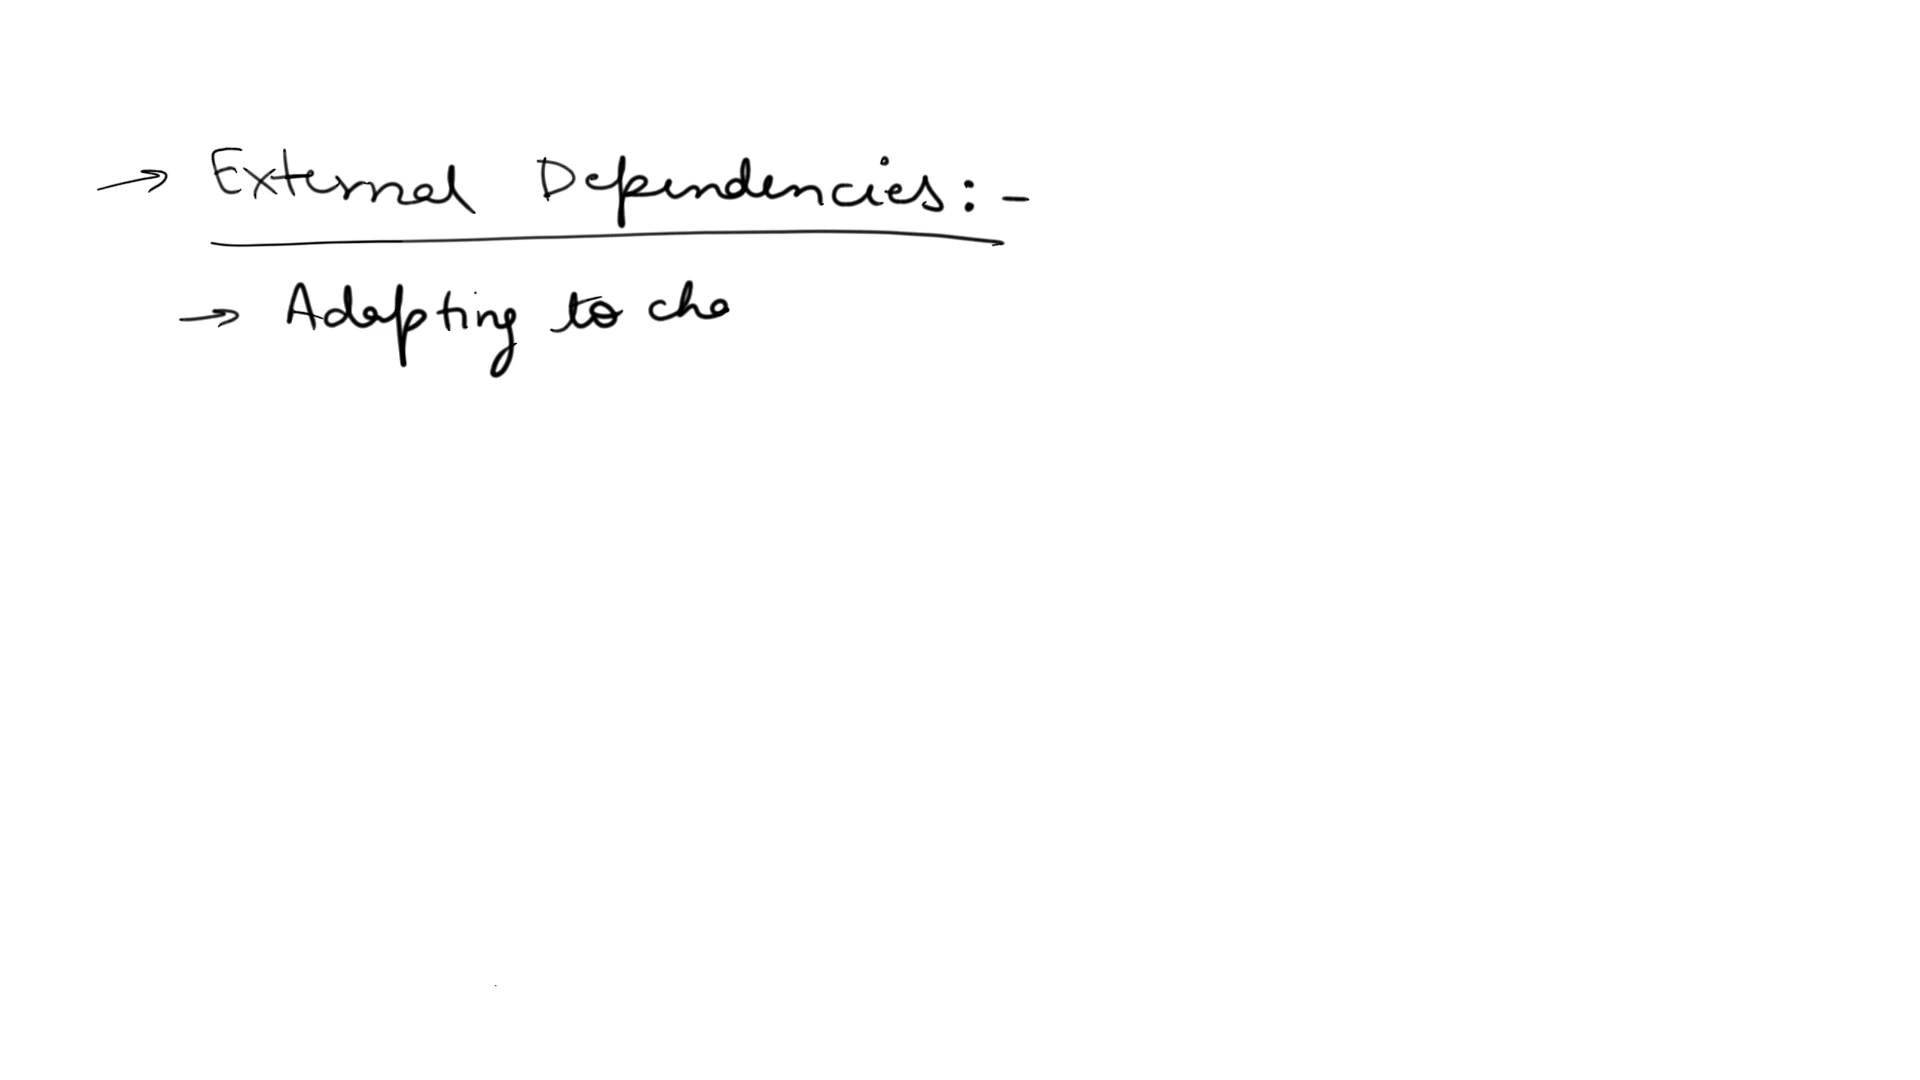 → External Dependencies:-
→ Adapting to cha